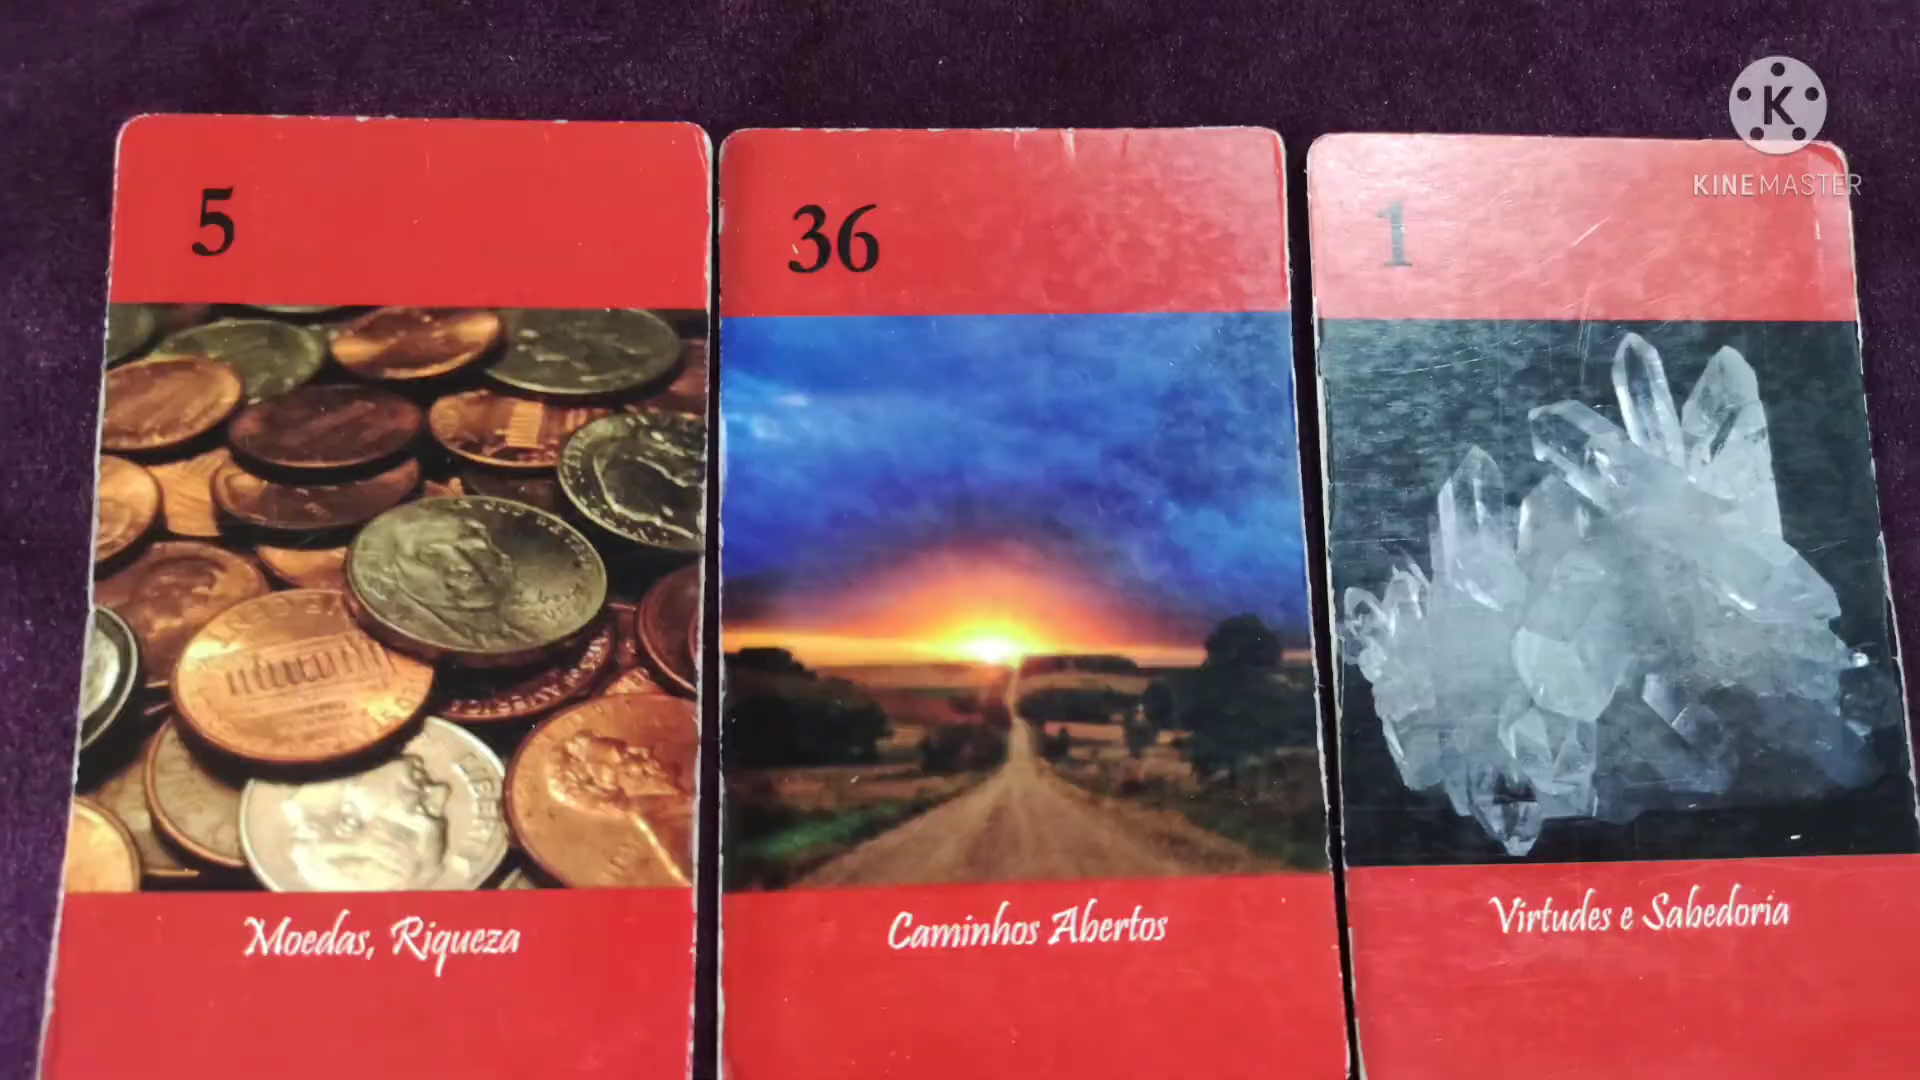 5
36
1
K
KINEMASTER
Moedas, Riqueza
Caminhos Abertos
Virtudes e Sabedoria